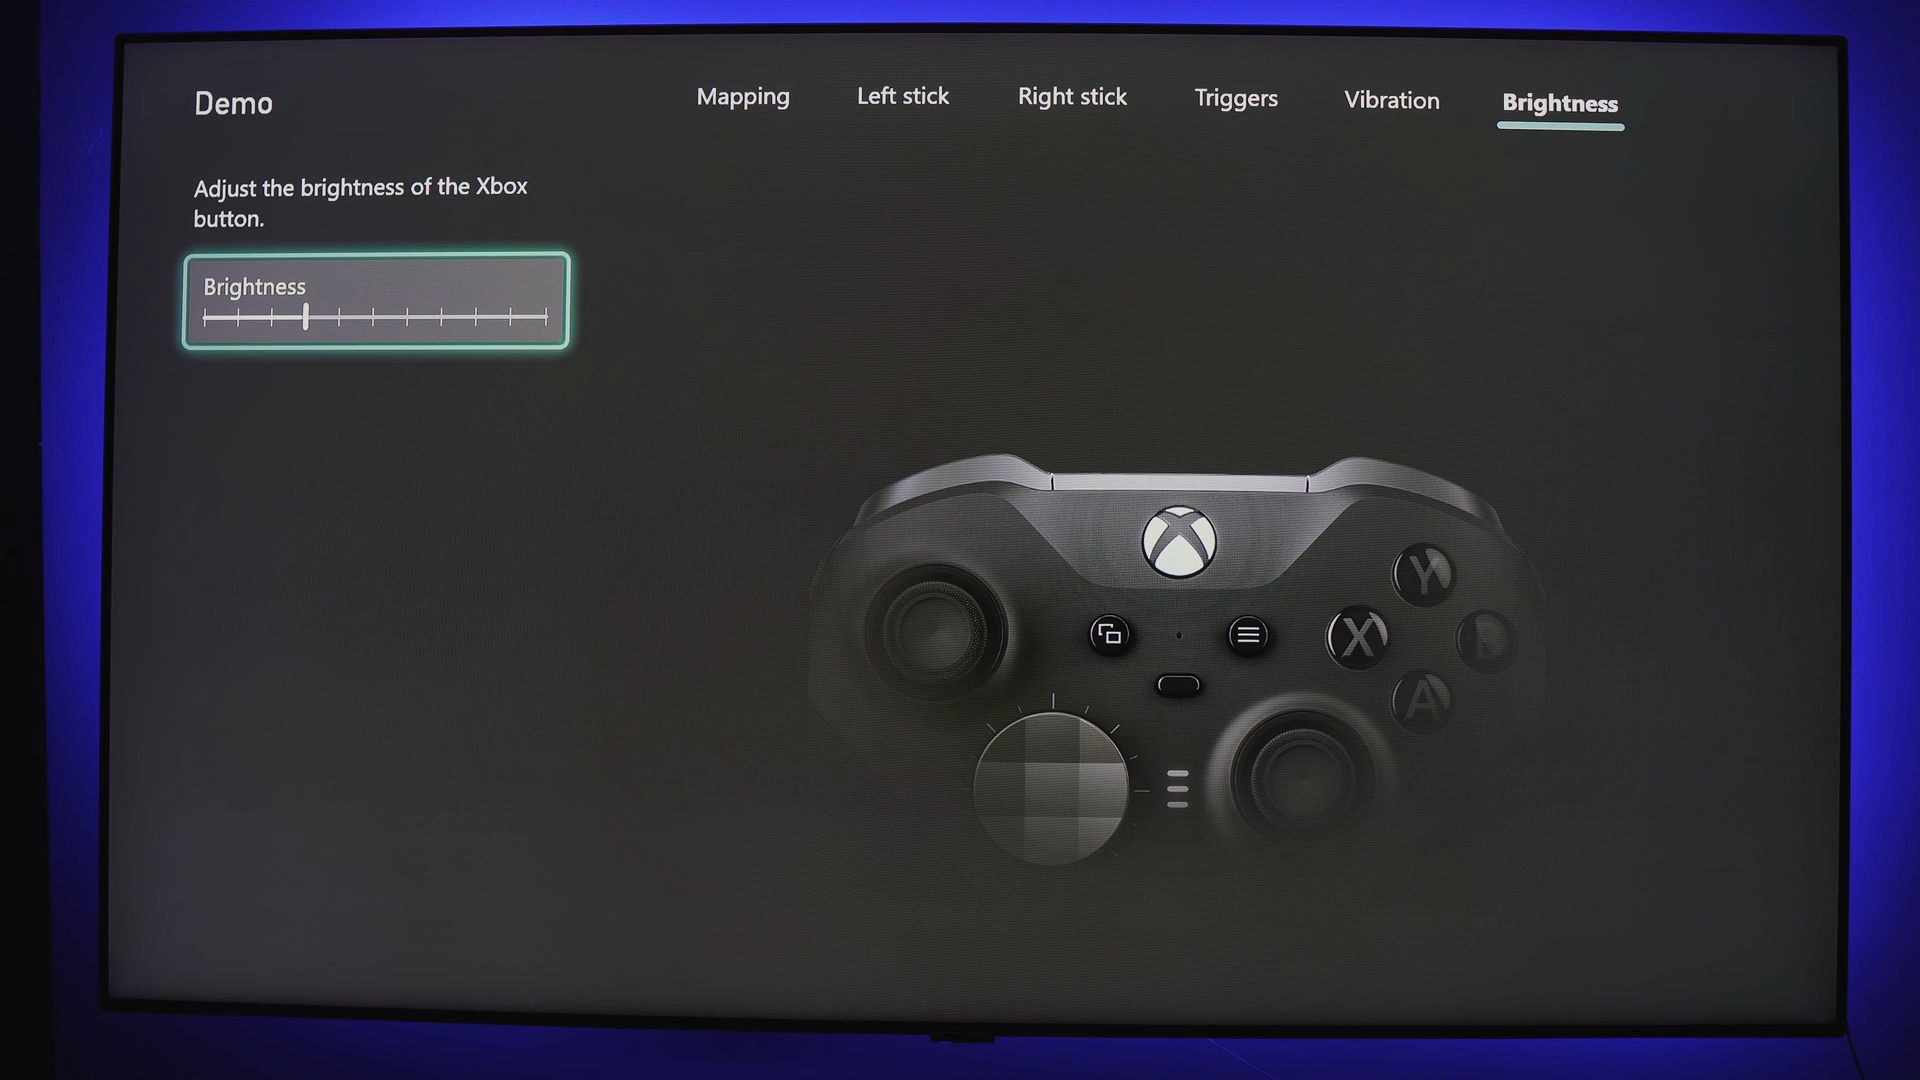 Demo
Mapping
Left stick
Right stick
Triggers
Vibration
Brightness
Adjust the brightness of the Xbox
button.
Brightness
Y
X
B
A